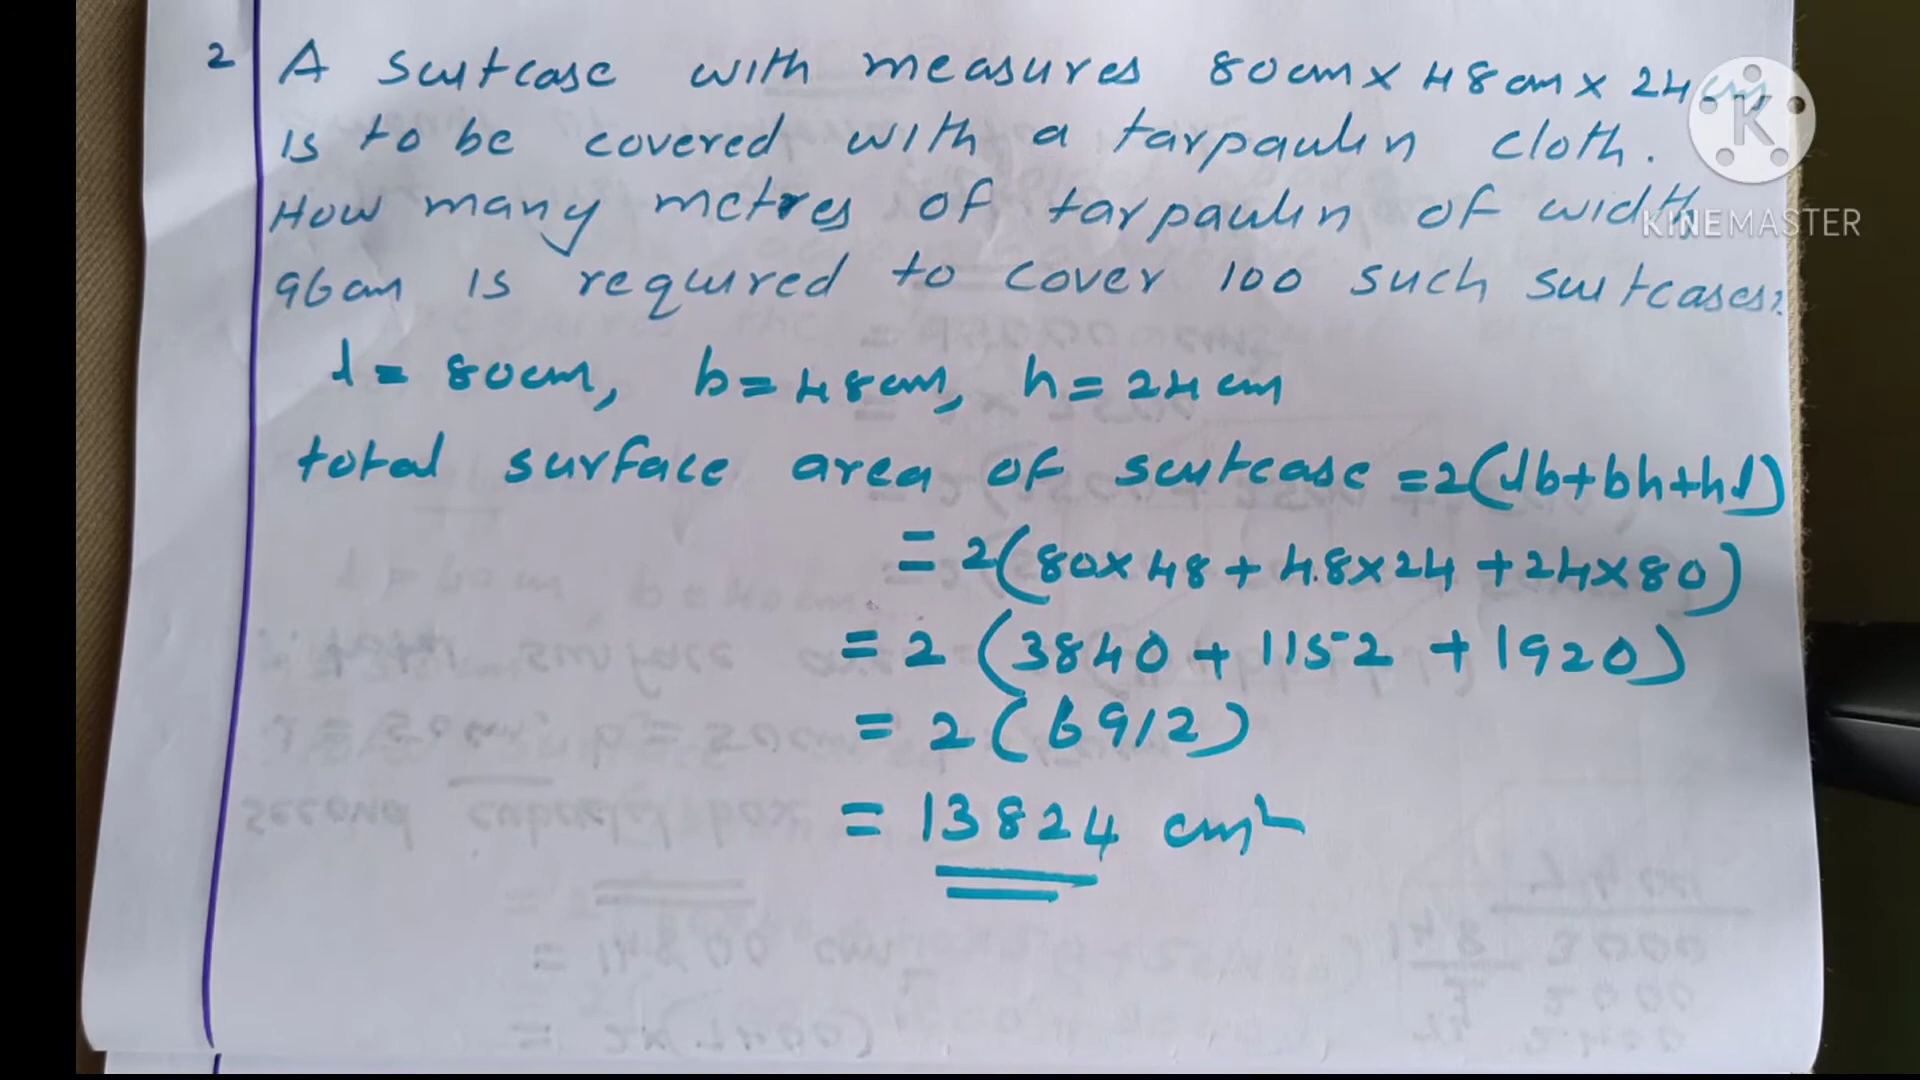 2 A suitcase with measures 80cm x 48cm x 24cm
is to be covered with a tarpaulin cloth.
How many metres of tarpaulin of width
96cm is required to cover 100 such suitcases?
l = 80cm, b = 48cm, h = 24cm
total surface area of suitcase = 2(lb+bh+hl)
= 2(80x48 + 48x24 + 24x80)
= 2 (3840 + 1152 + 1920)
= 2 (6912)
= 13824 cm²
K
KINEMASTER